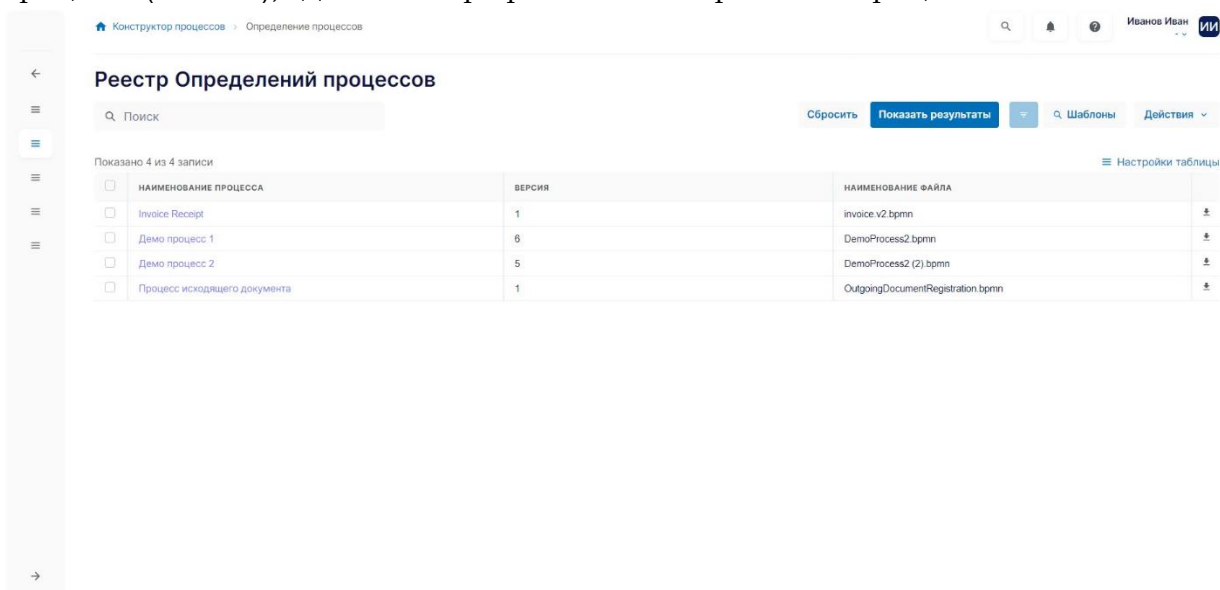 Конструктор процессов > Определение процессов
Иванов Иван
ИИ
Реестр Определений процессов
Поиск
Сбросить Показать результаты Шаблоны Действия
Показано 4 из 4 записи
Настройки таблицы
НАИМЕНОВАНИЕ ПРОЦЕССА ВЕРСИЯ НАИМЕНОВАНИЕ ФАЙЛА
Invoice Receipt 1 invoice.v2.bpmn
Демо процесс 1 6 DemoProcess2.bpmn
Демо процесс 2 5 DemoProcess2 (2).bpmn
Процесс исходящего документа 1 OutgoingDocumentRegistration.bpmn